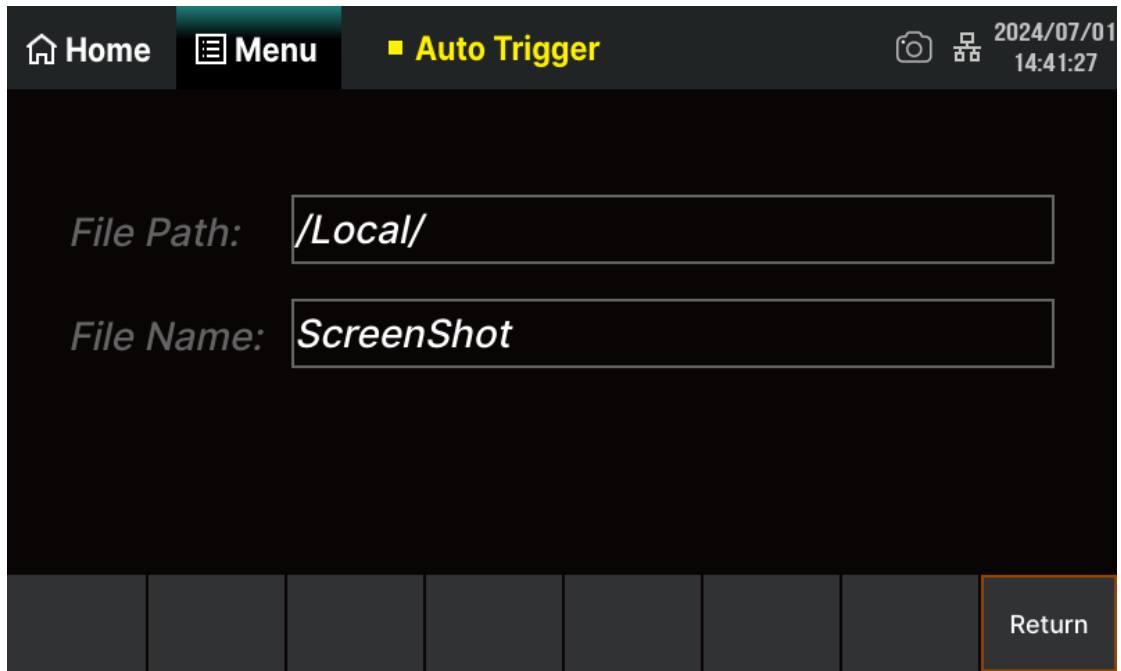 Home Menu Auto Trigger 2024/07/01
14:41:27
File Path: /Local/
File Name: ScreenShot
Return